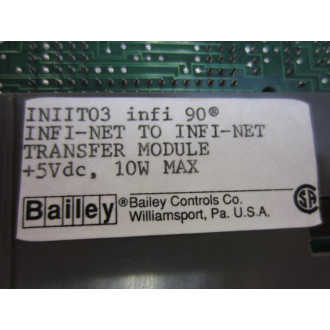 INIIT03 infi 90®
INFI-NET TO INFI-NET
TRANSFER MODULE
+5Vdc, 10W MAX
Bailey® Bailey Controls Co.
Williamsport, Pa. U.S.A.
SA